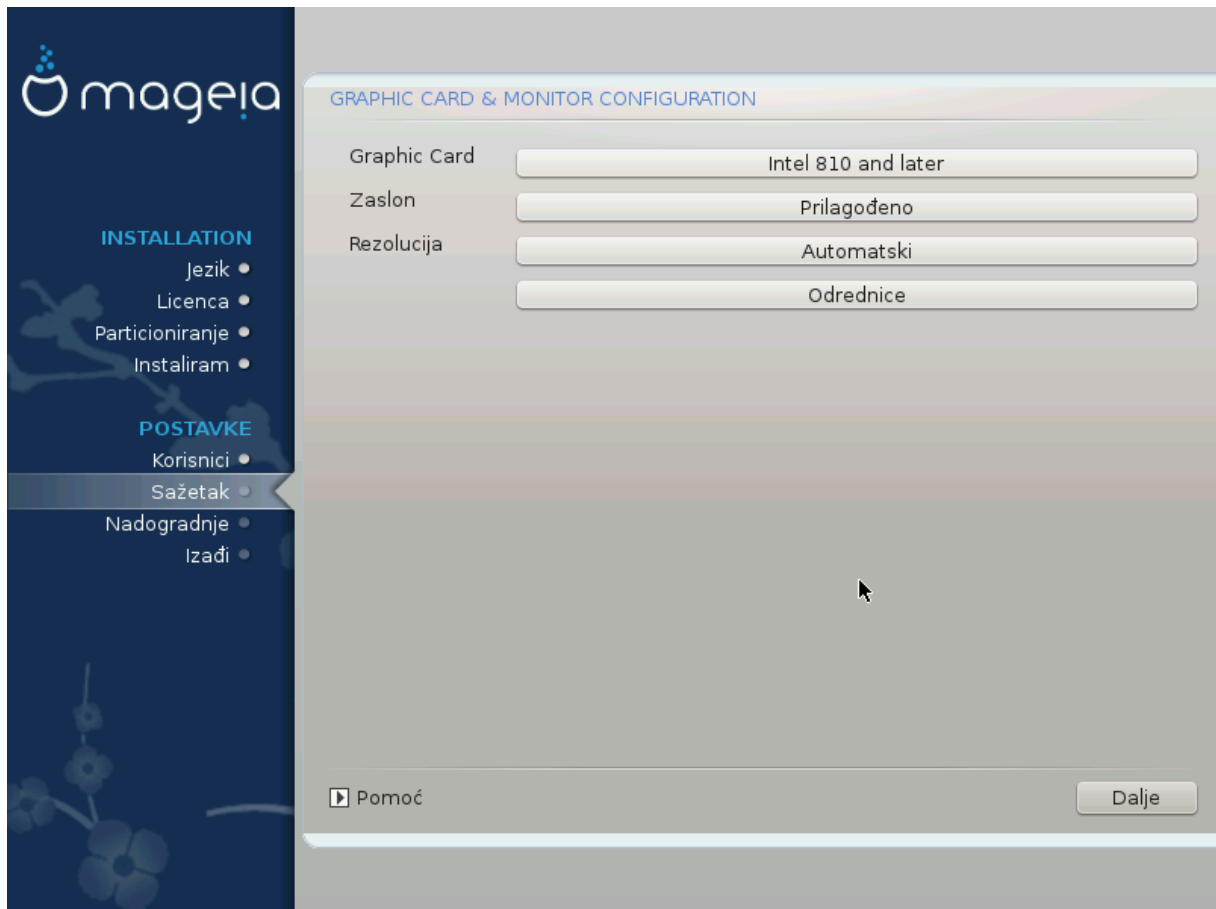 mageia
INSTALLATION
Jezik
Licenca
Particioniranje
Instaliram
POSTAVKE
Korisnici
Sažetak
Nadogradnje
Izađi
GRAPHIC CARD & MONITOR CONFIGURATION
Graphic Card
Intel 810 and later
Zaslon
Prilagođeno
Rezolucija
Automatski
Odrednice
Pomoć
Dalje